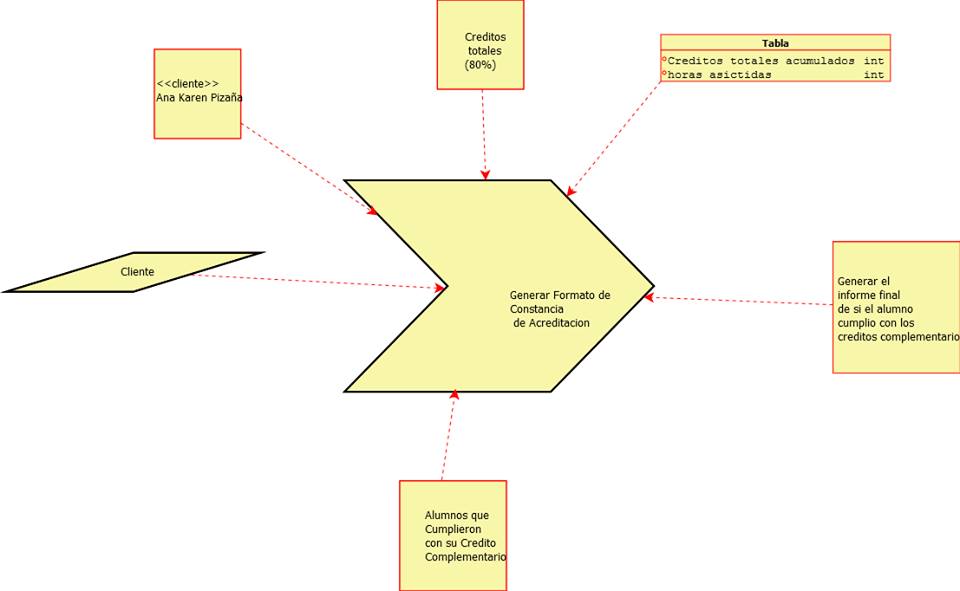 Creditos
totales
(80%)
Tabla
Creditos totales acumulados int
horas asictidas int
<<cliente>>
Ana Karen Pizaña
Cliente
Generar Formato de
Constancia
de Acreditacion
Generar el
informe final
de si el alumno
cumplio con los
creditos complementario
Alumnos que
Cumplieron
con su Credito
Complementario